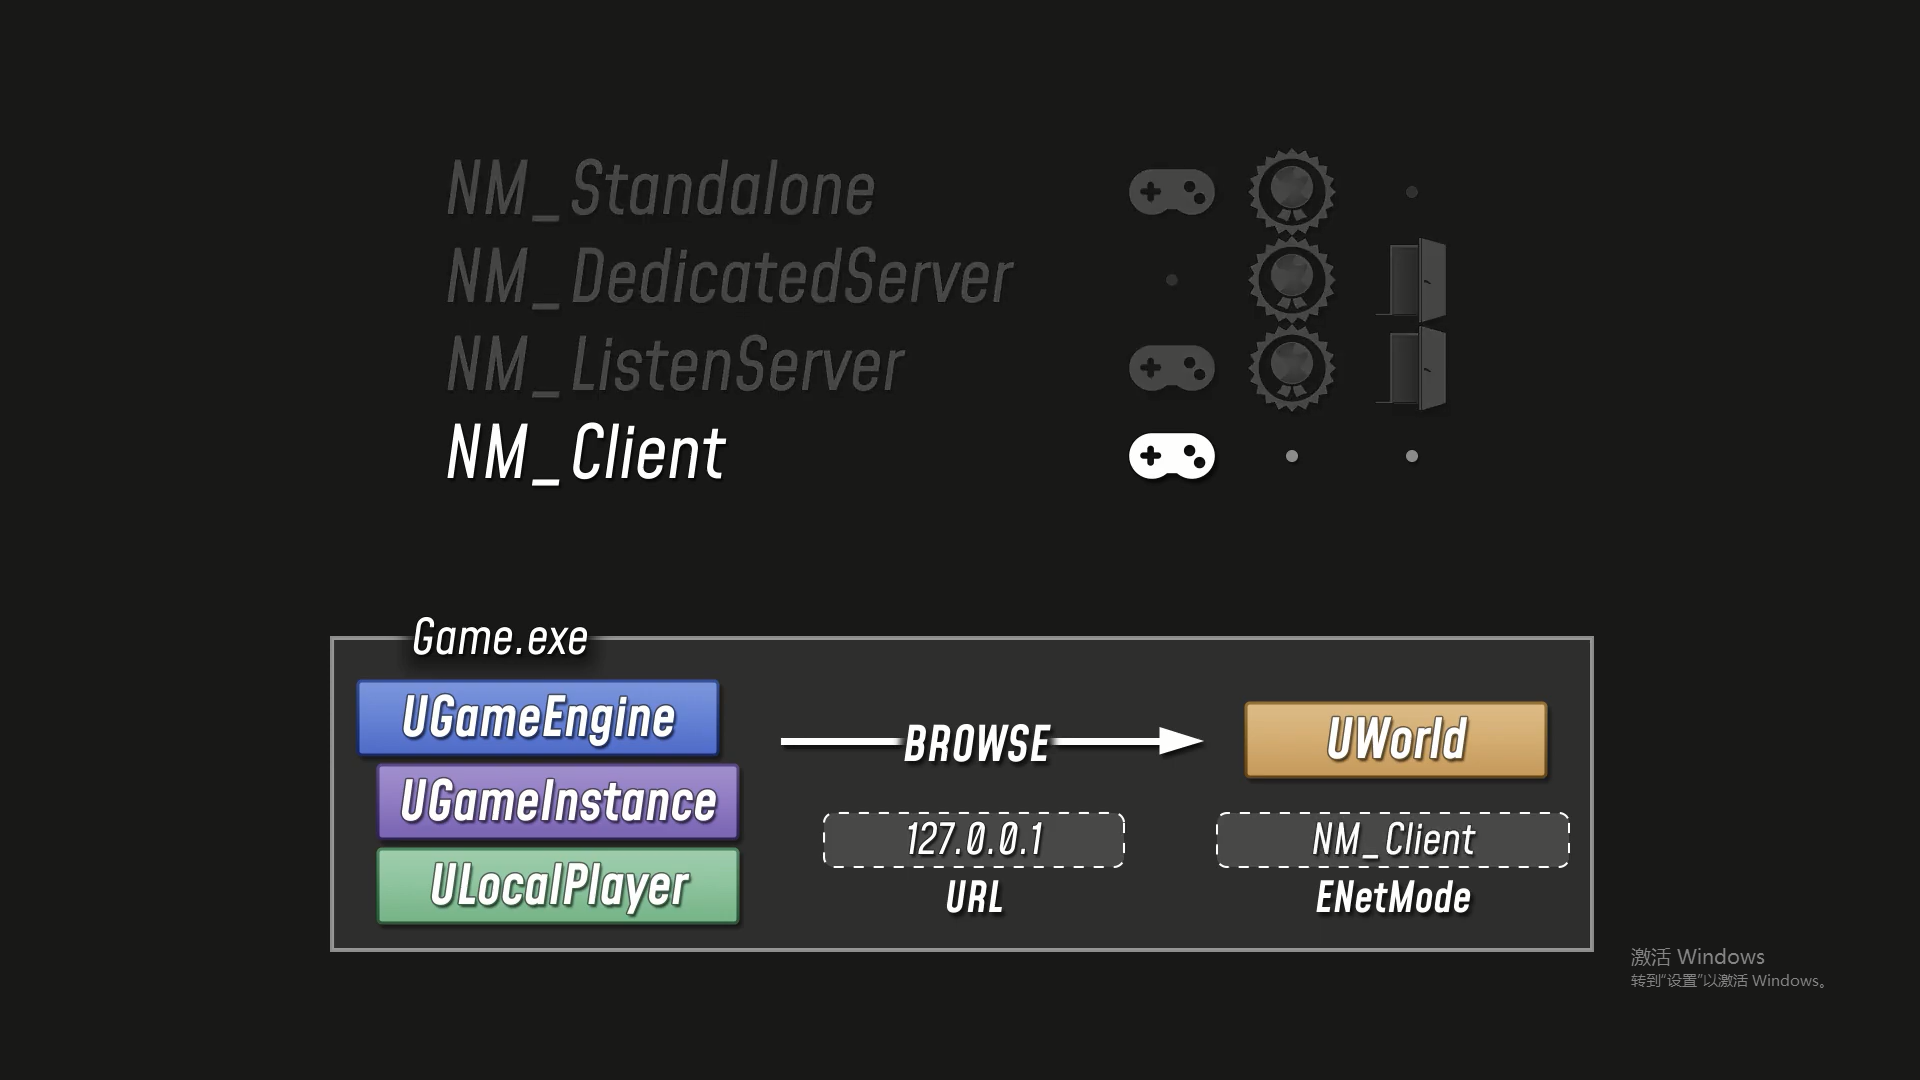 NM_Standalone
NM_DedicatedServer
NM_ListenServer
NM_Client
Game.exe
UGameEngine
UGameInstance
ULocalPlayer
BROWSE
127.0.0.1
URL
UWorld
NM_Client
ENetMode
激活 Windows
转到"设置"以激活 Windows。